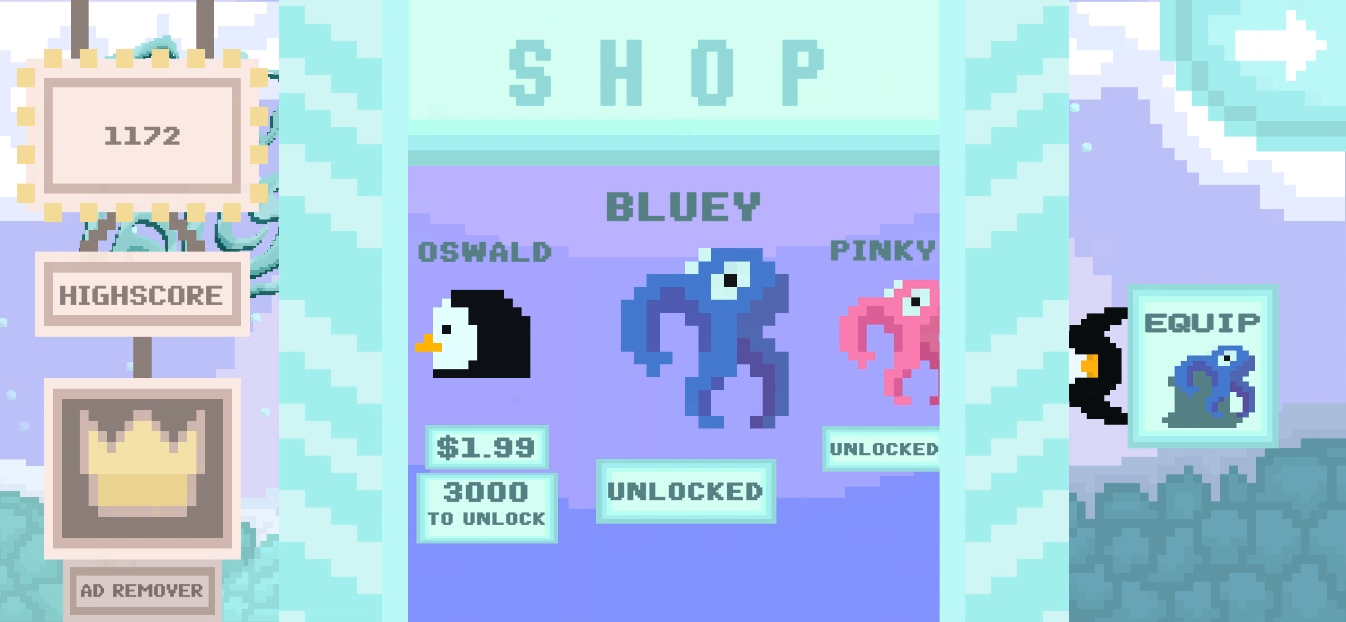 1172
HIGHSCORE
AD REMOVER
SHOP
OSWALD
$1.99
3000
TO UNLOCK
BLUEY
UNLOCKED
PINKY
UNLOCKED
EQUIP